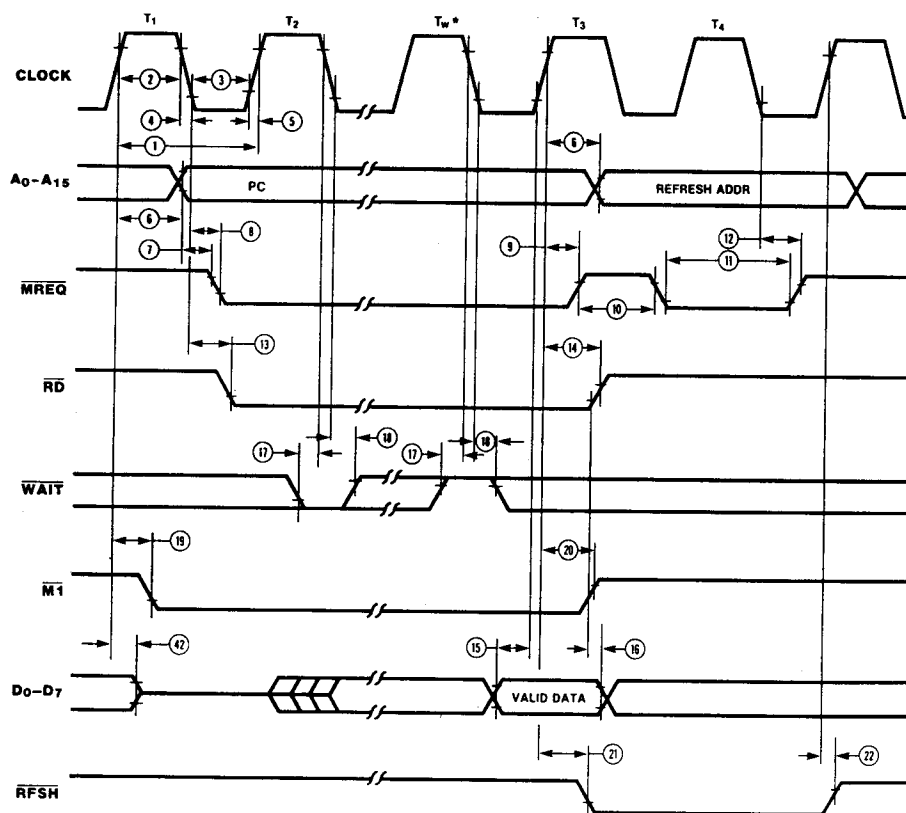 T1 T2 Tw* T3 T4
CLOCK
2 3
4 5
1 6
A0-A15 PC REFRESH ADDR
6 8
7 9 12
11
MREQ 10
13 14
RD
17 18 17 18
WAIT
19 20
M1
42 15 16
D0-D7 VALID DATA
21 22
RFSH